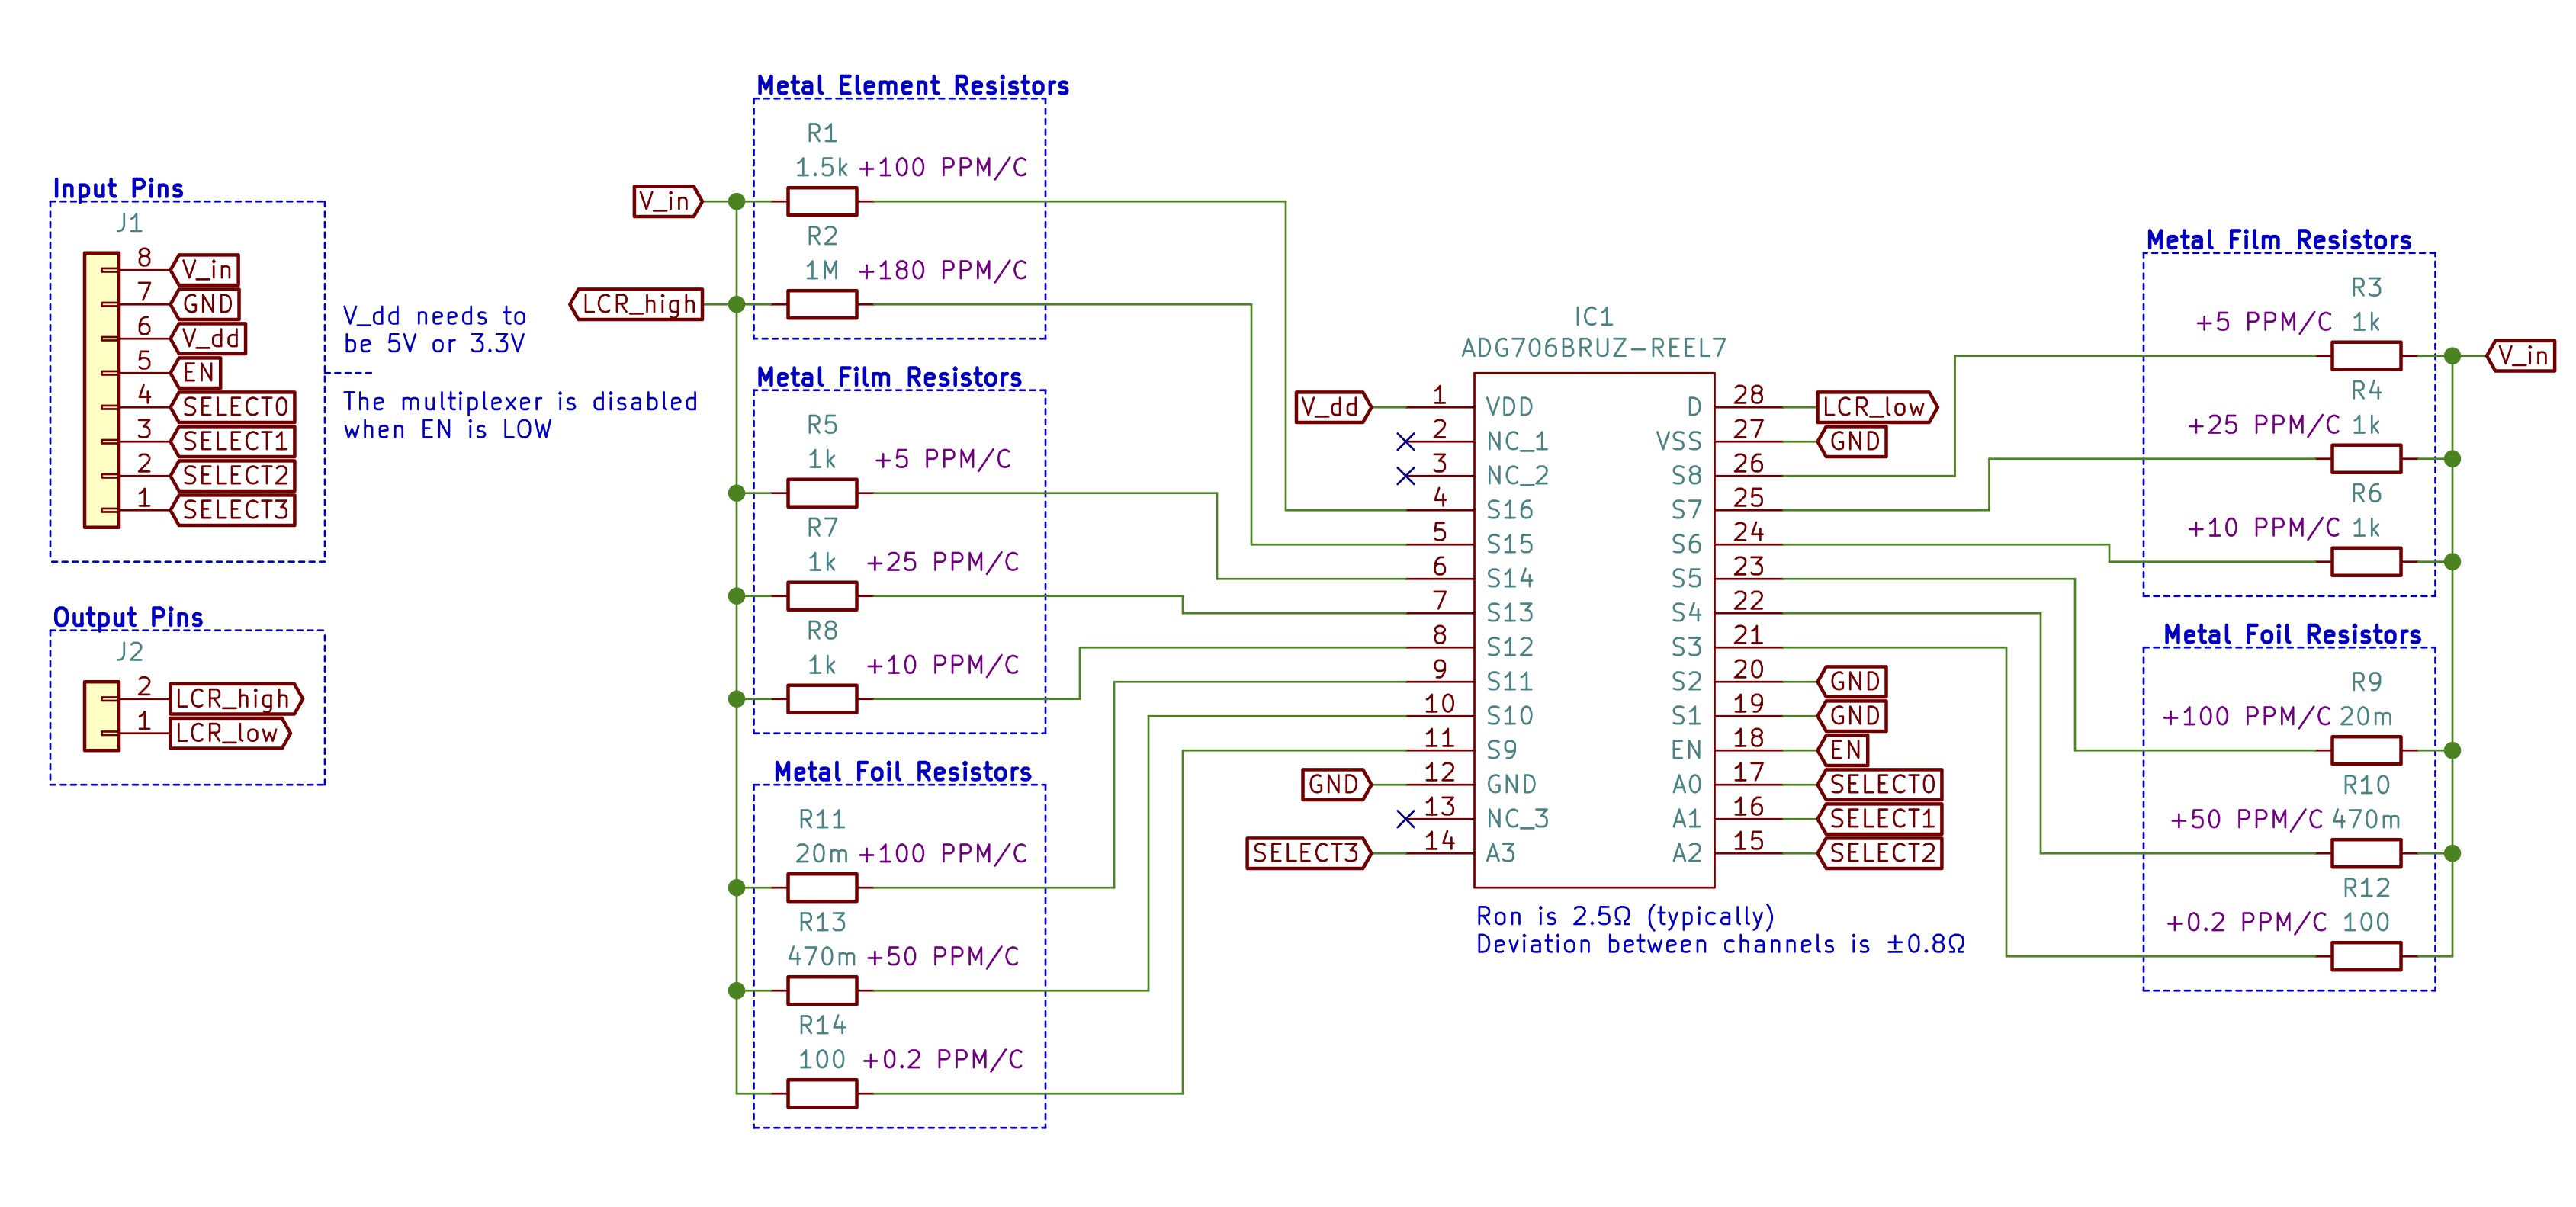 Input Pins
J1
8 V_in
7 GND
6 V_dd
5 EN
4 SELECT0
3 SELECT1
2 SELECT2
1 SELECT3
V_dd needs to
be 5V or 3.3V
The multiplexer is disabled
when EN is LOW
Output Pins
J2
2 LCR_high
1 LCR_low
V_in
LCR_high
Metal Element Resistors
R1
1.5k +100 PPM/C
R2
1M +180 PPM/C
Metal Film Resistors
R5
1k +5 PPM/C
R7
1k +25 PPM/C
R8
1k +10 PPM/C
Metal Foil Resistors
R11
20m +100 PPM/C
R13
470m +50 PPM/C
R14
100 +0.2 PPM/C
IC1
ADG706BRUZ-REEL7
V_dd 1 VDD
2 NC_1
3 NC_2
4 S16
5 S15
6 S14
7 S13
8 S12
9 S11
10 S10
11 S9
GND 12 GND
13 NC_3
SELECT3 14 A3
D 28 LCR_low
VSS 27 GND
S8 26
S7 25
S6 24
S5 23
S4 22
S3 21
S2 20 GND
S1 19 GND
EN 18 EN
A0 17 SELECT0
A1 16 SELECT1
A2 15 SELECT2
Ron is 2.5Ω (typically)
Deviation between channels is ±0.8Ω
Metal Film Resistors
R3
+5 PPM/C 1k
V_in
R4
+25 PPM/C 1k
R6
+10 PPM/C 1k
Metal Foil Resistors
R9
+100 PPM/C 20m
R10
+50 PPM/C 470m
R12
+0.2 PPM/C 100